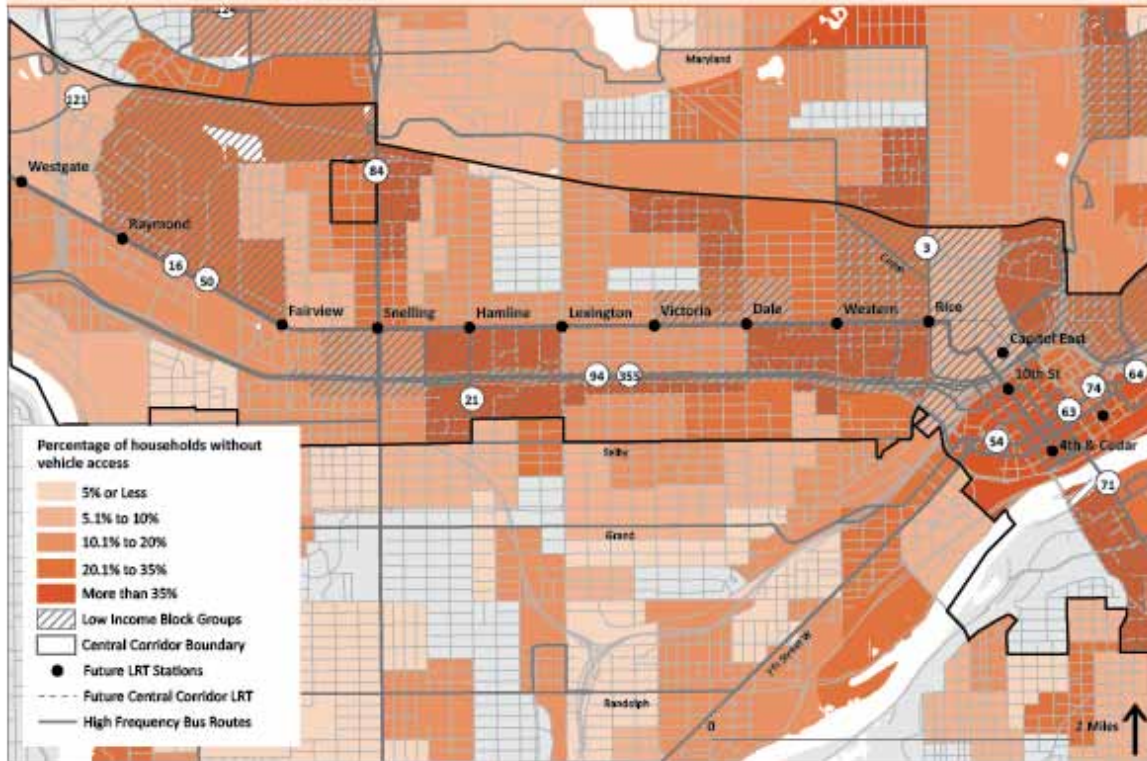 Maryland
121
Westgate
84
Raymond
3
16
50
Como
Fairview
Snelling
Hamline
Lexington
Victoria
Dale
Western
Rice
Capitol East
10th St
94
355
64
74
21
63
54
4th & Cedar
Selby
71
Grand
7th Street W
Randolph
0
2 Miles
Percentage of households without
vehicle access
5% or Less
5.1% to 10%
10.1% to 20%
20.1% to 35%
More than 35%
Low Income Block Groups
Central Corridor Boundary
Future LRT Stations
Future Central Corridor LRT
High Frequency Bus Routes